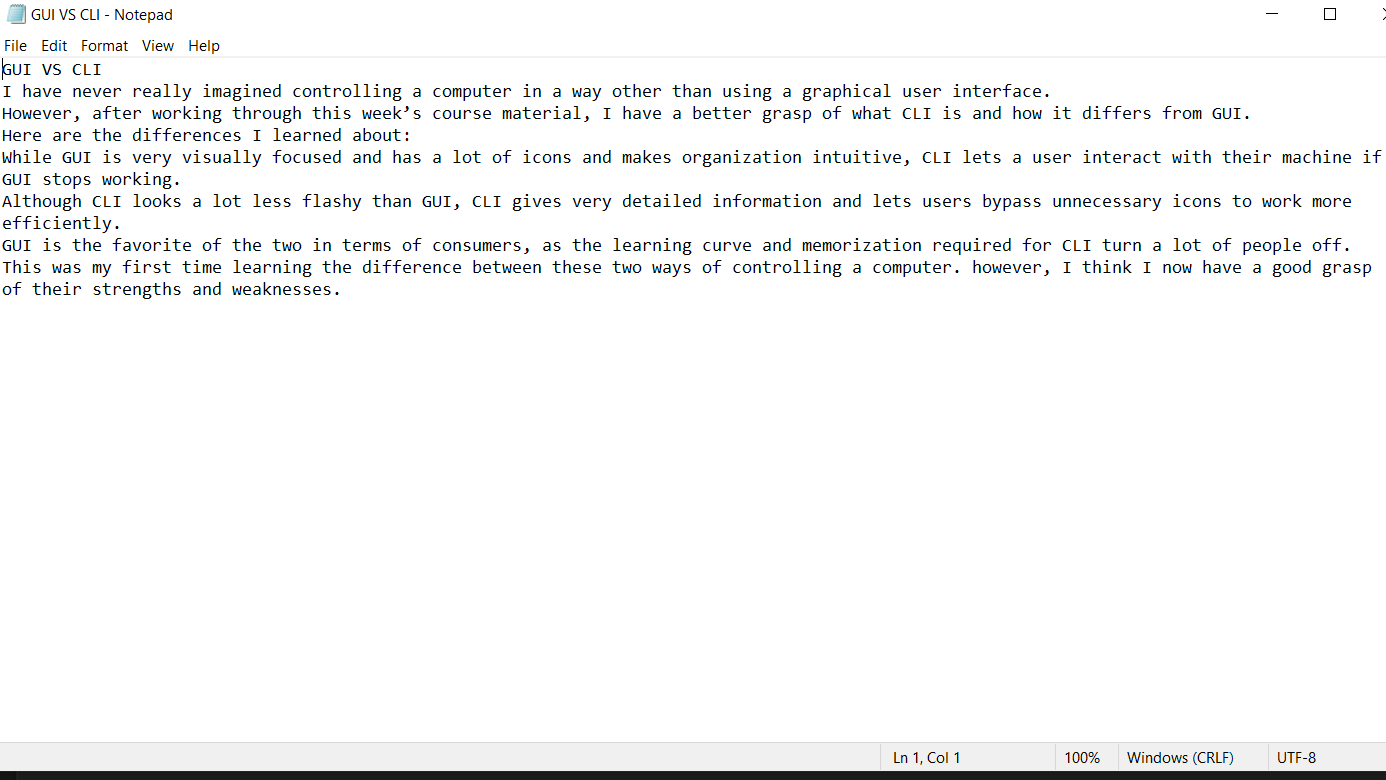 GUI VS CLI - Notepad
File Edit Format View Help
GUI VS CLI
I have never really imagined controlling a computer in a way other than using a graphical user interface.
However, after working through this week’s course material, I have a better grasp of what CLI is and how it differs from GUI.
Here are the differences I learned about:
While GUI is very visually focused and has a lot of icons and makes organization intuitive, CLI lets a user interact with their machine if
GUI stops working.
Although CLI looks a lot less flashy than GUI, CLI gives very detailed information and lets users bypass unnecessary icons to work more
efficiently.
GUI is the favorite of the two in terms of consumers, as the learning curve and memorization required for CLI turn a lot of people off.
This was my first time learning the difference between these two ways of controlling a computer. however, I think I now have a good grasp
of their strengths and weaknesses.
Ln 1, Col 1 100% Windows (CRLF) UTF-8